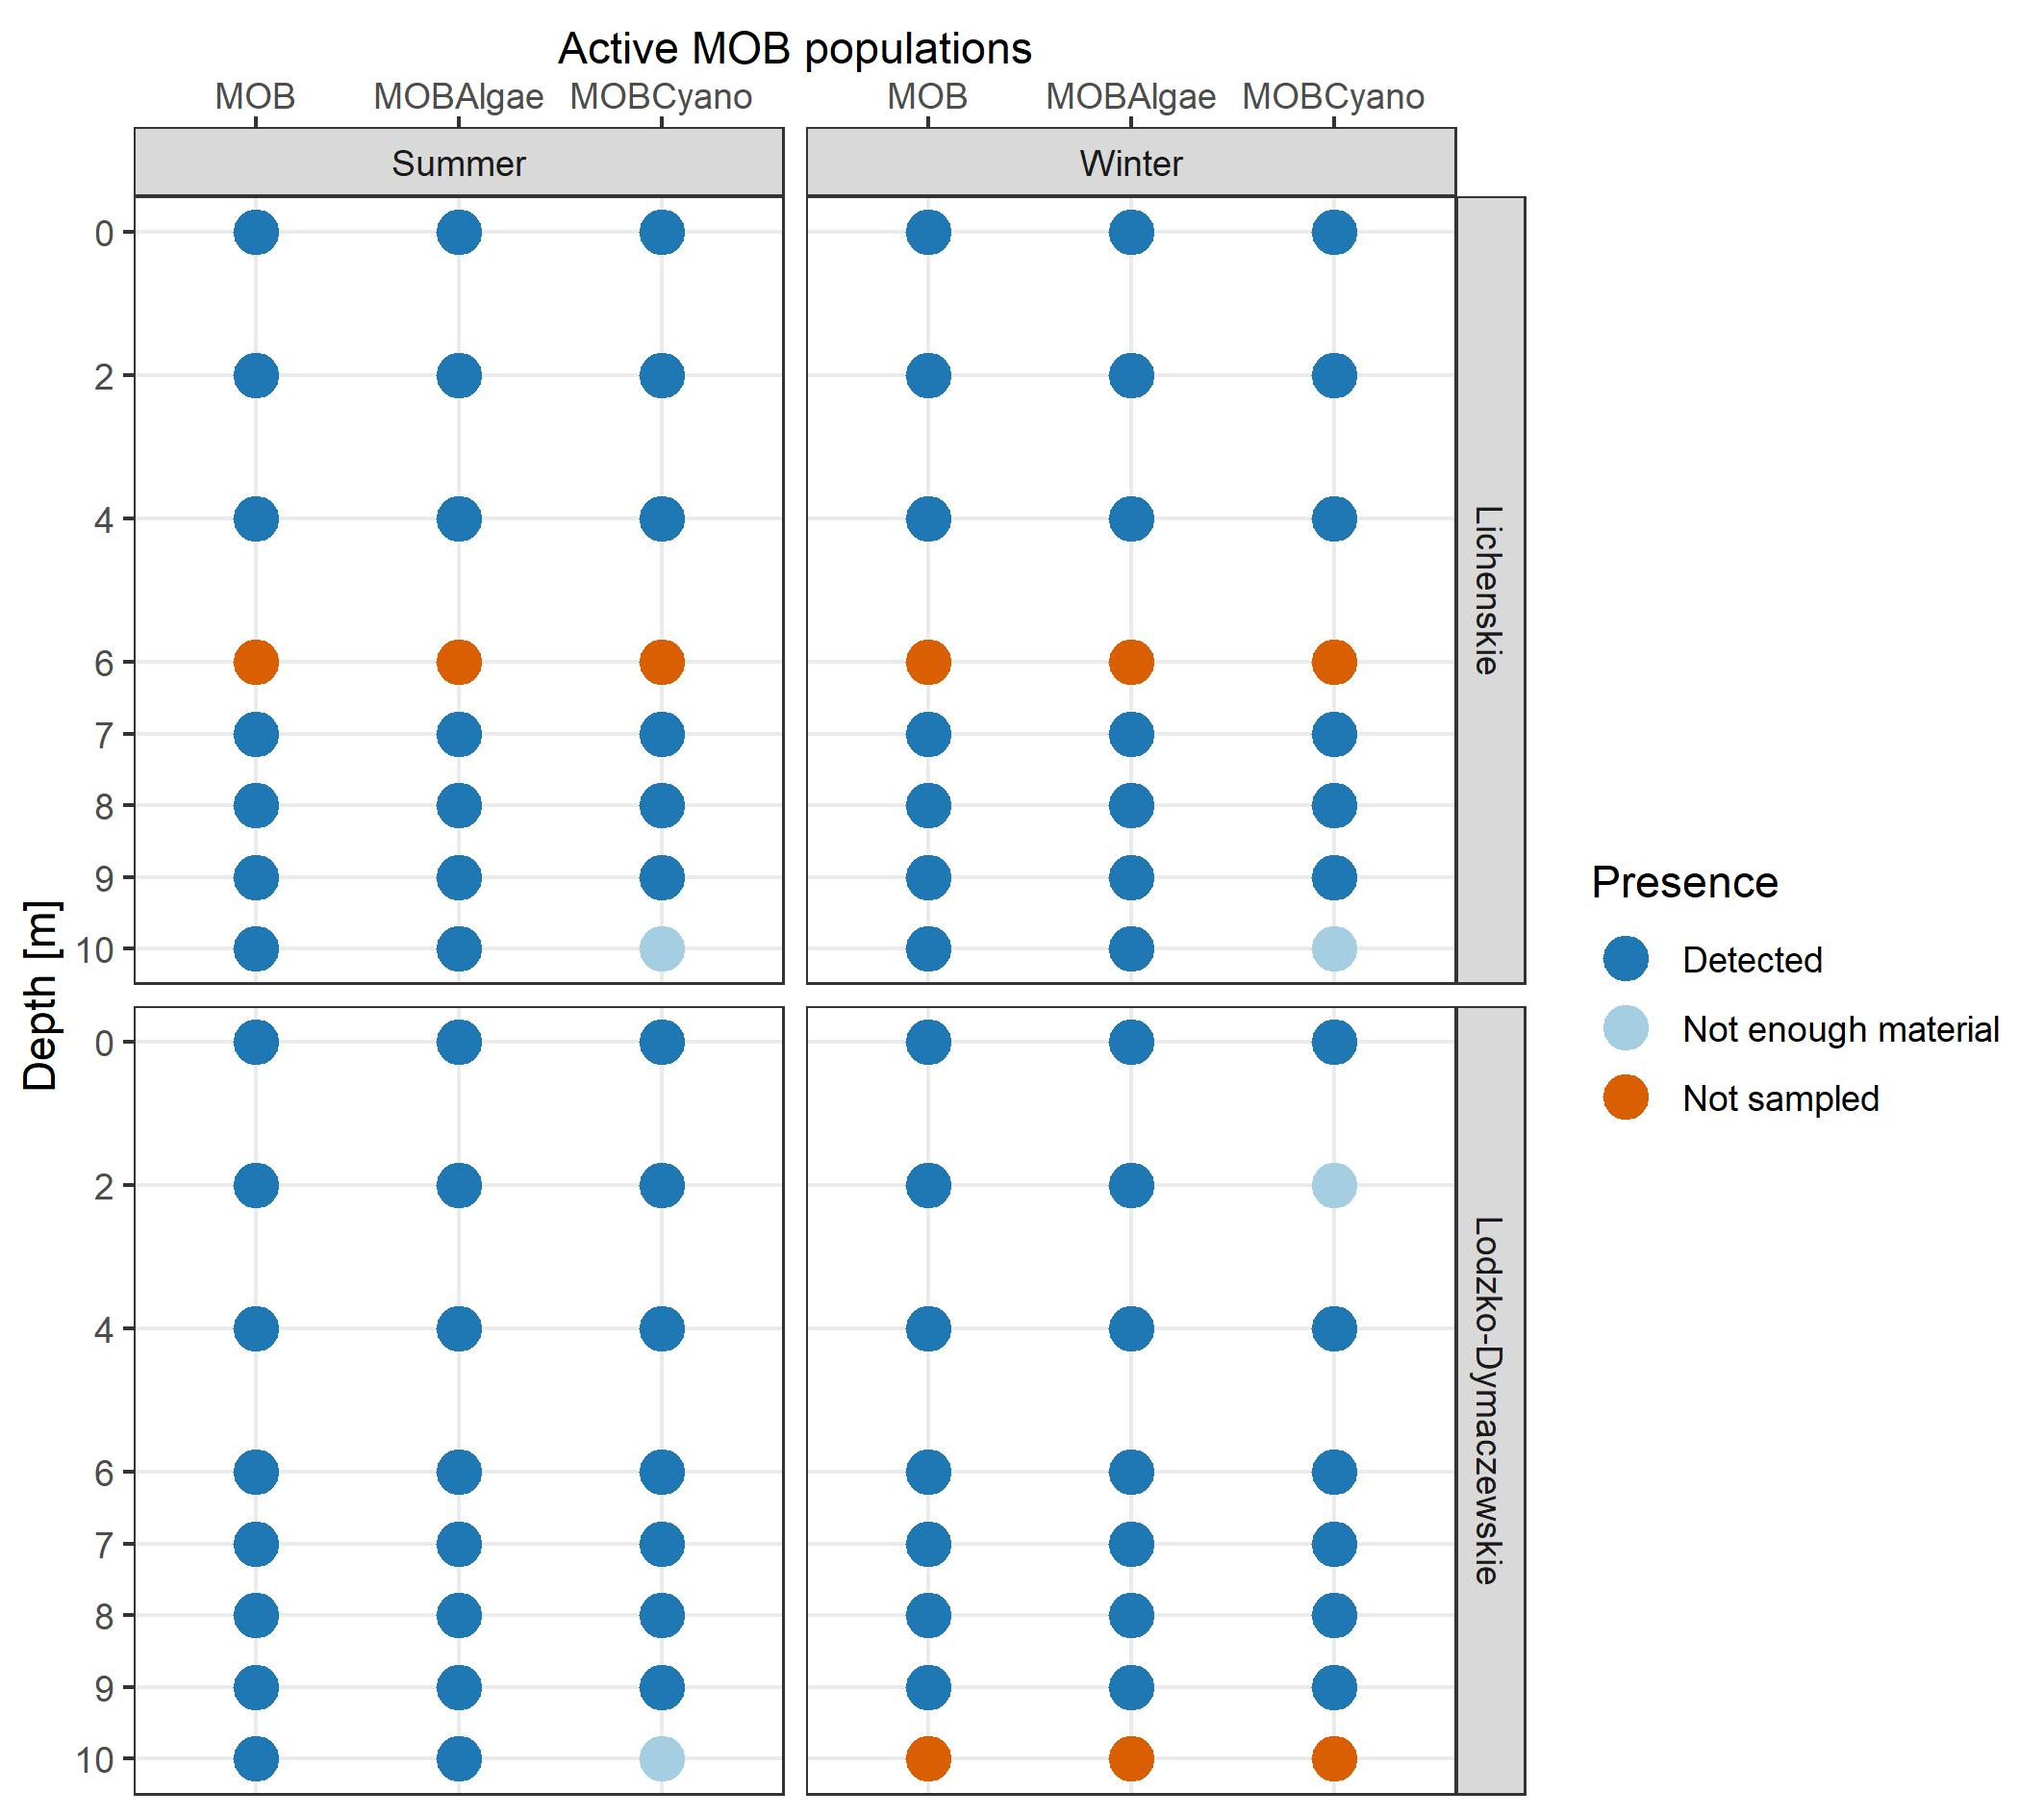 Active MOB populations
MOB MOBAlgae MOBCyano MOB MOBAlgae MOBCyano
Summer Winter
0
2
4
6
7
8
9
10
Lichenskie
0
2
4
6
7
8
9
10
Lodzko-Dymaczewskie
Depth [m]
Presence
Detected
Not enough material
Not sampled